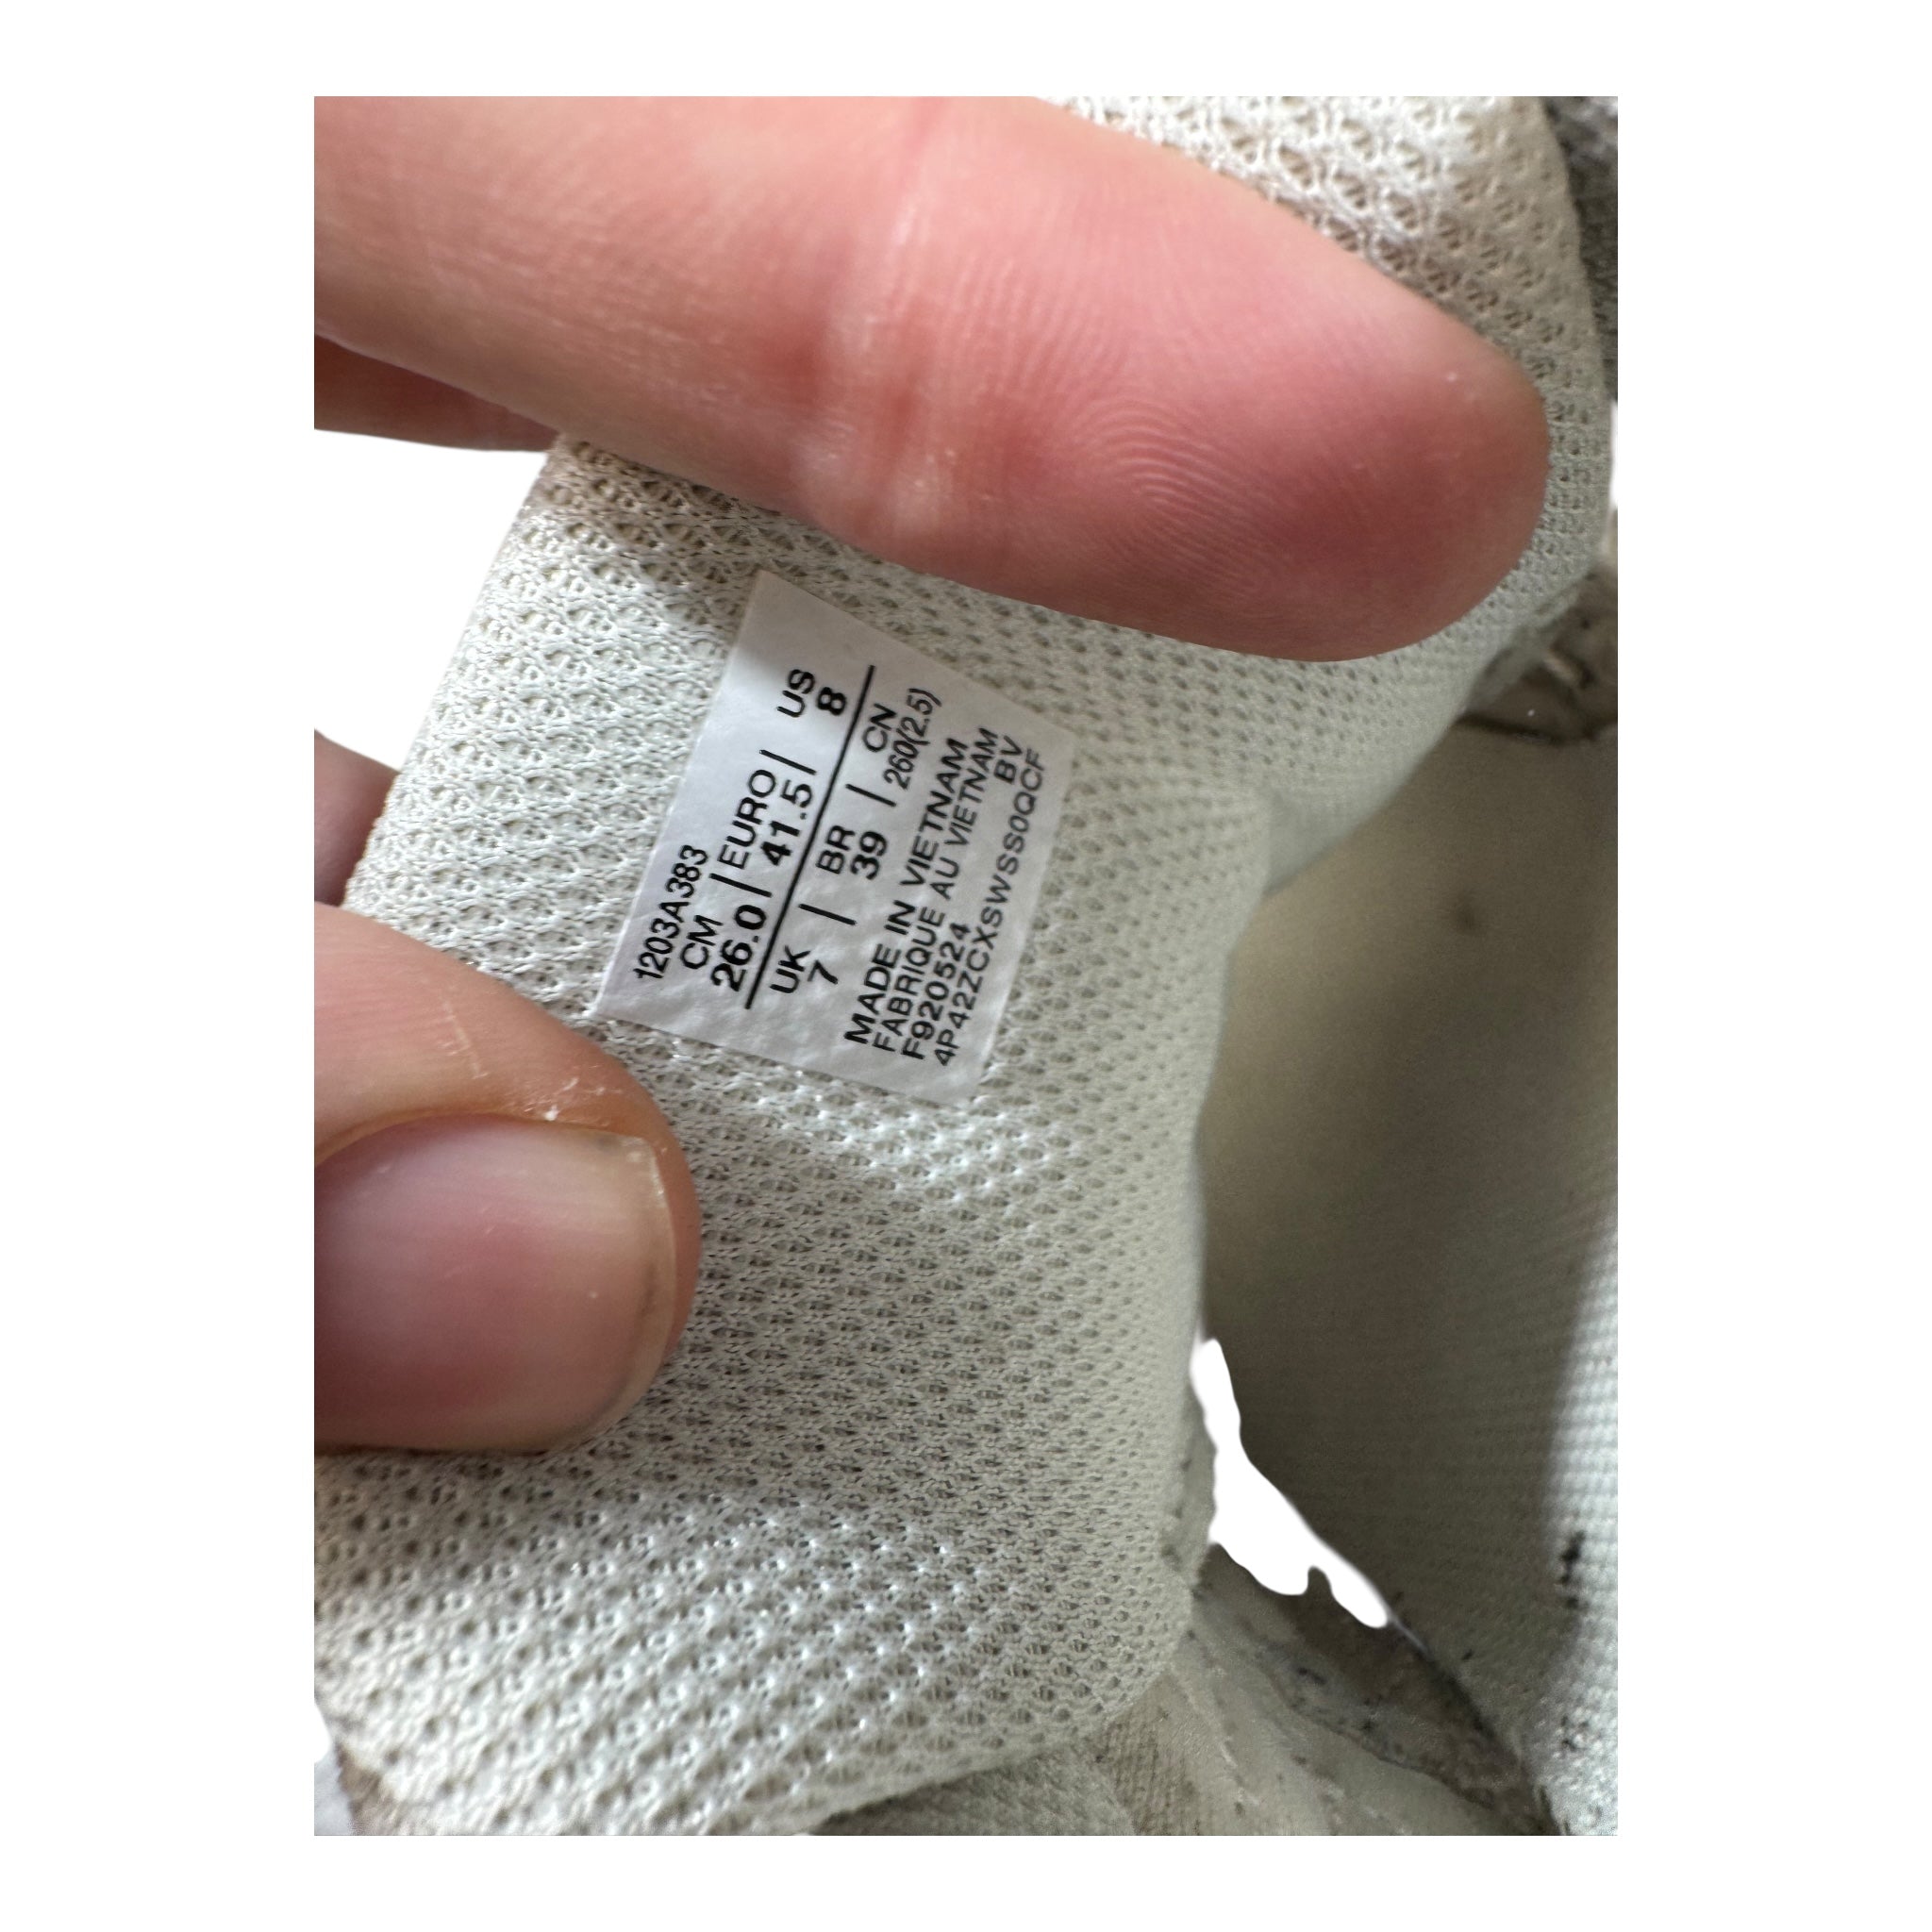 1203A383
CM | EURO | US
26.0 | 41.5 | 8
UK | BR | CN
7 | 39 | 260(2.5)
MADE IN VIETNAM
FABRIQUE AU VIETNAM
F920524 BV
4P42ZCXSWSS0QCF